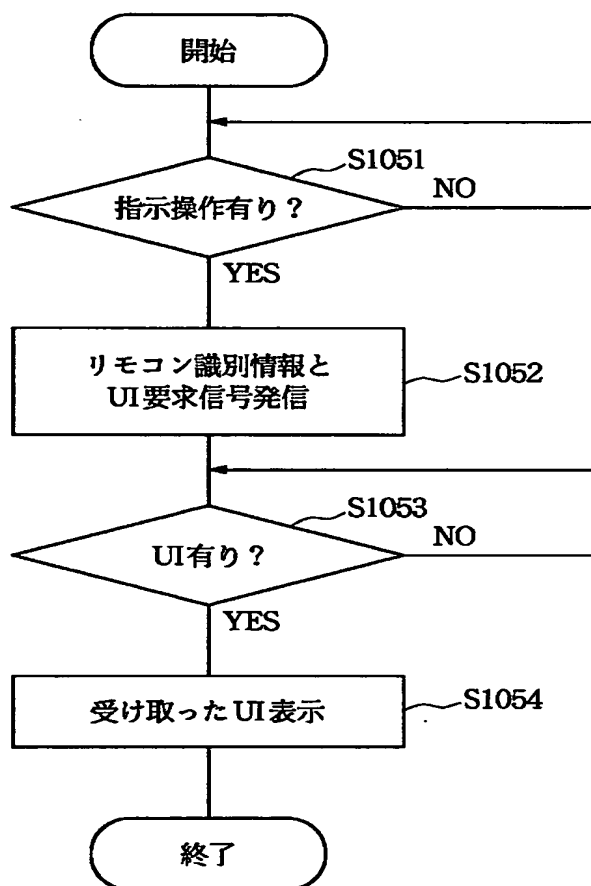 開始
S1051
指示操作有り？
NO
YES
リモコン識別情報と
UI要求信号発信
S1052
S1053
UI有り？
NO
YES
受け取ったUI表示
S1054
終了